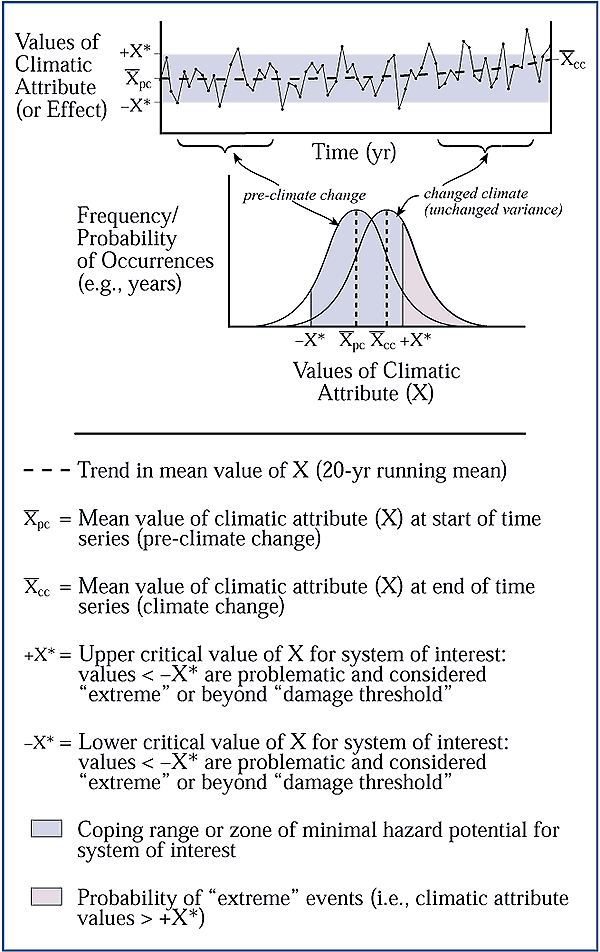 Values of
Climatic
Attribute
(or Effect)
+X*
X̅pc
–X*
X̅cc
Time (yr)
pre-climate change
changed climate
(unchanged variance)
Frequency/
Probability
of Occurrences
(e.g., years)
–X* X̅pc X̅cc +X*
Values of Climatic
Attribute (X)
Trend in mean value of X (20-yr running mean)
X̅pc = Mean value of climatic attribute (X) at start of time
series (pre-climate change)
X̅cc = Mean value of climatic attribute (X) at end of time
series (climate change)
+X* = Upper critical value of X for system of interest:
values < –X* are problematic and considered
“extreme” or beyond “damage threshold”
–X* = Lower critical value of X for system of interest:
values < –X* are problematic and considered
“extreme” or beyond “damage threshold”
Coping range or zone of minimal hazard potential for
system of interest
Probability of “extreme” events (i.e., climatic attribute
values > +X*)